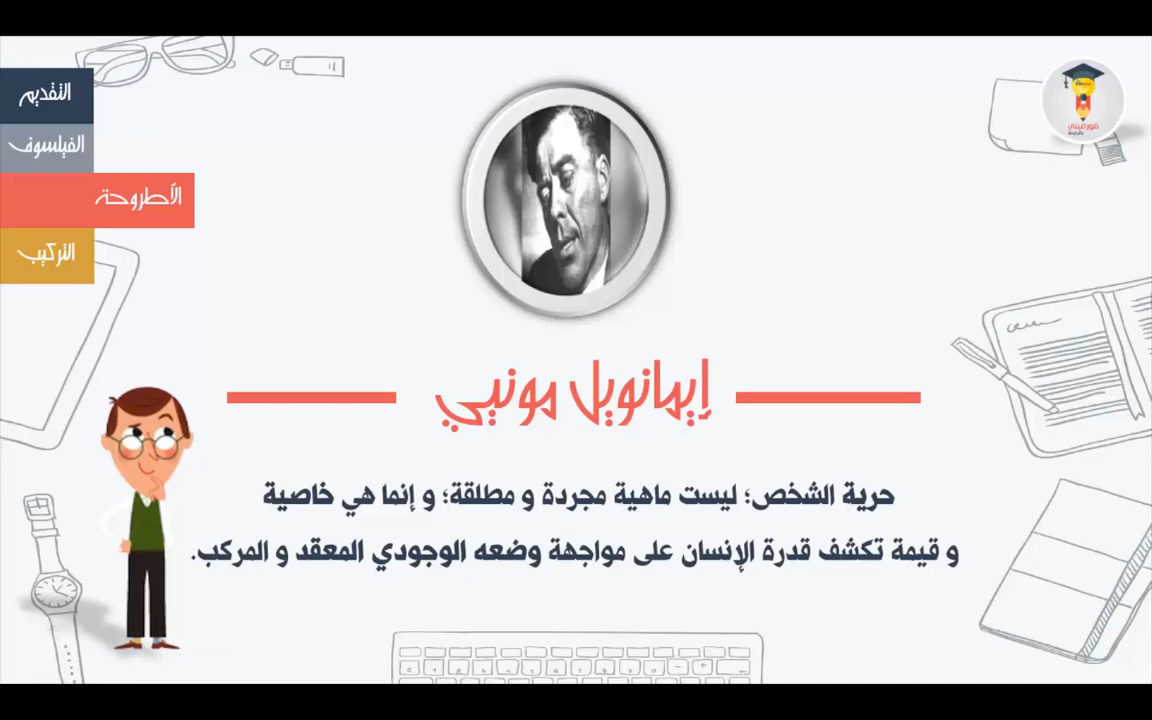 التقديم
الفيلسوف
الأطروحة
التركيب
إيمانويل مونيي
حرية الشخص؛ ليست ماهية مجردة و مطلقة؛ و إنما هي خاصية
و قيمة تكشف قدرة الإنسان على مواجهة وضعه الوجودي المعقد و المركب.